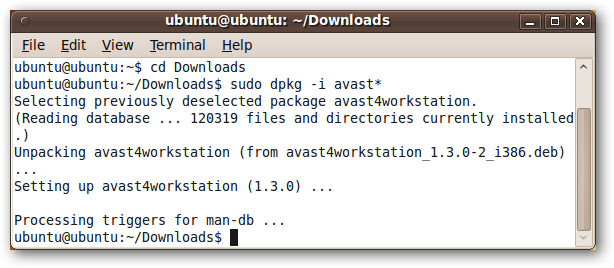 ubuntu@ubuntu: ~/Downloads
File Edit View Terminal Help
ubuntu@ubuntu:~$ cd Downloads
ubuntu@ubuntu:~/Downloads$ sudo dpkg -i avast*
Selecting previously deselected package avast4workstation.
(Reading database ... 120319 files and directories currently installed
.)
Unpacking avast4workstation (from avast4workstation_1.3.0-2_i386.deb)
...
Setting up avast4workstation (1.3.0) ...
Processing triggers for man-db ...
ubuntu@ubuntu:~/Downloads$